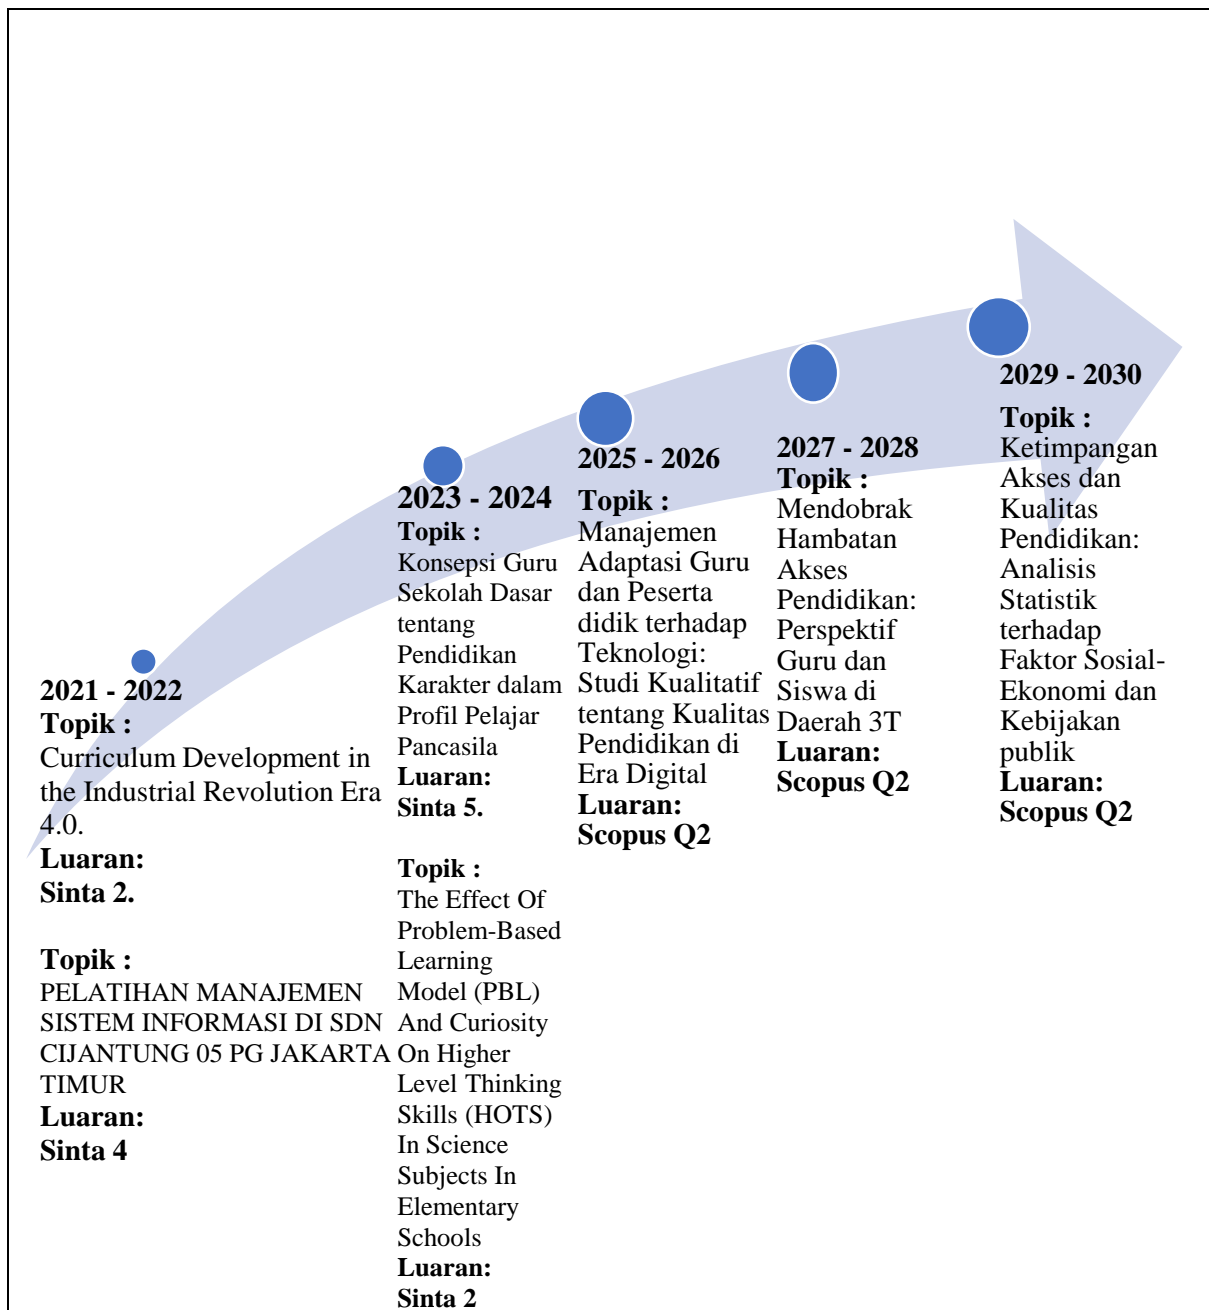 2021 - 2022
Topik :
Curriculum Development in
the Industrial Revolution Era
4.0.
Luaran:
Sinta 2.
Topik :
PELATIHAN MANAJEMEN
SISTEM INFORMASI DI SDN
CIJANTUNG 05 PG JAKARTA
TIMUR
Luaran:
Sinta 4
2023 - 2024
Topik :
Konsepsi Guru
Sekolah Dasar
tentang
Pendidikan
Karakter dalam
Profil Pelajar
Pancasila
Luaran:
Sinta 5.
Topik :
The Effect Of
Problem-Based
Learning
Model (PBL)
And Curiosity
On Higher
Level Thinking
Skills (HOTS)
In Science
Subjects In
Elementary
Schools
Luaran:
Sinta 2
2025 - 2026
Topik :
Manajemen
Adaptasi Guru
dan Peserta
didik terhadap
Teknologi:
Studi Kualitatif
tentang Kualitas
Pendidikan di
Era Digital
Luaran:
Scopus Q2
2027 - 2028
Topik :
Mendobrak
Hambatan
Akses
Pendidikan:
Perspektif
Guru dan
Siswa di
Daerah 3T
Luaran:
Scopus Q2
2029 - 2030
Topik :
Ketimpangan
Akses dan
Kualitas
Pendidikan:
Analisis
Statistik
terhadap
Faktor Sosial-
Ekonomi dan
Kebijakan
publik
Luaran:
Scopus Q2